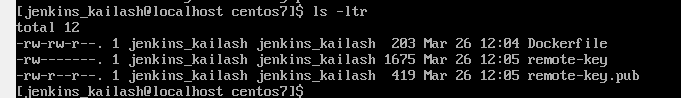 [jenkins_kailash@localhost centos7]$ ls -ltr
total 12
-rw-rw-r--. 1 jenkins_kailash jenkins_kailash  203 Mar 26 12:04 Dockerfile
-rw-------. 1 jenkins_kailash jenkins_kailash 1675 Mar 26 12:05 remote-key
-rw-r--r--. 1 jenkins_kailash jenkins_kailash  419 Mar 26 12:05 remote-key.pub
[jenkins_kailash@localhost centos7]$